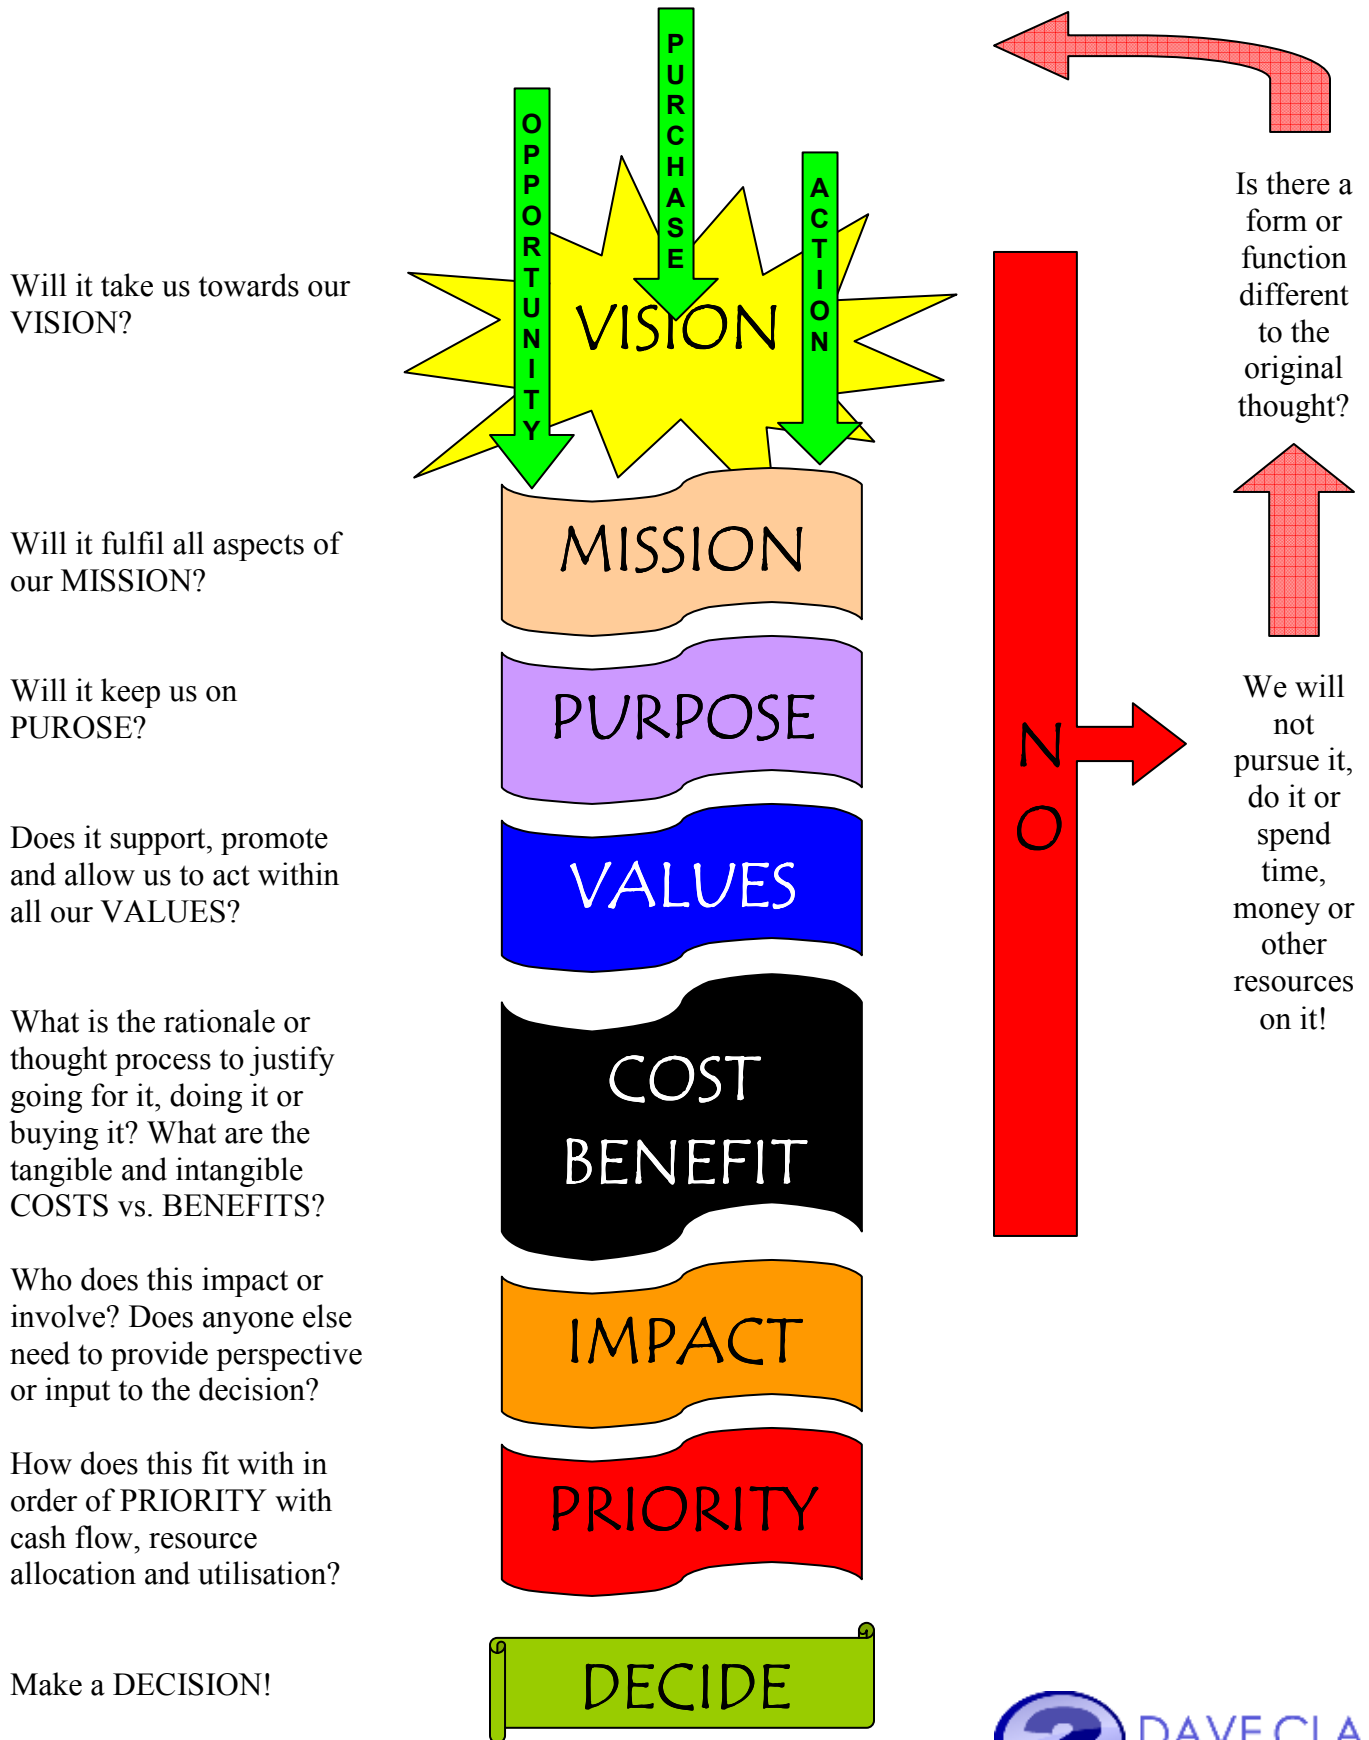 PURCHASE
OPPORTUNITY
ACTION
Will it take us towards our
VISION?
VISION
Will it fulfil all aspects of
our MISSION?
MISSION
Will it keep us on
PUROSE?
PURPOSE
Does it support, promote
and allow us to act within
all our VALUES?
VALUES
What is the rationale or
thought process to justify
going for it, doing it or
buying it? What are the
tangible and intangible
COSTS vs. BENEFITS?
COST
BENEFIT
Who does this impact or
involve? Does anyone else
need to provide perspective
or input to the decision?
IMPACT
How does this fit with in
order of PRIORITY with
cash flow, resource
allocation and utilisation?
PRIORITY
Make a DECISION!
DECIDE
NO
We will
not
pursue it,
do it or
spend
time,
money or
other
resources
on it!
Is there a
form or
function
different
to the
original
thought?
DAVE CLA